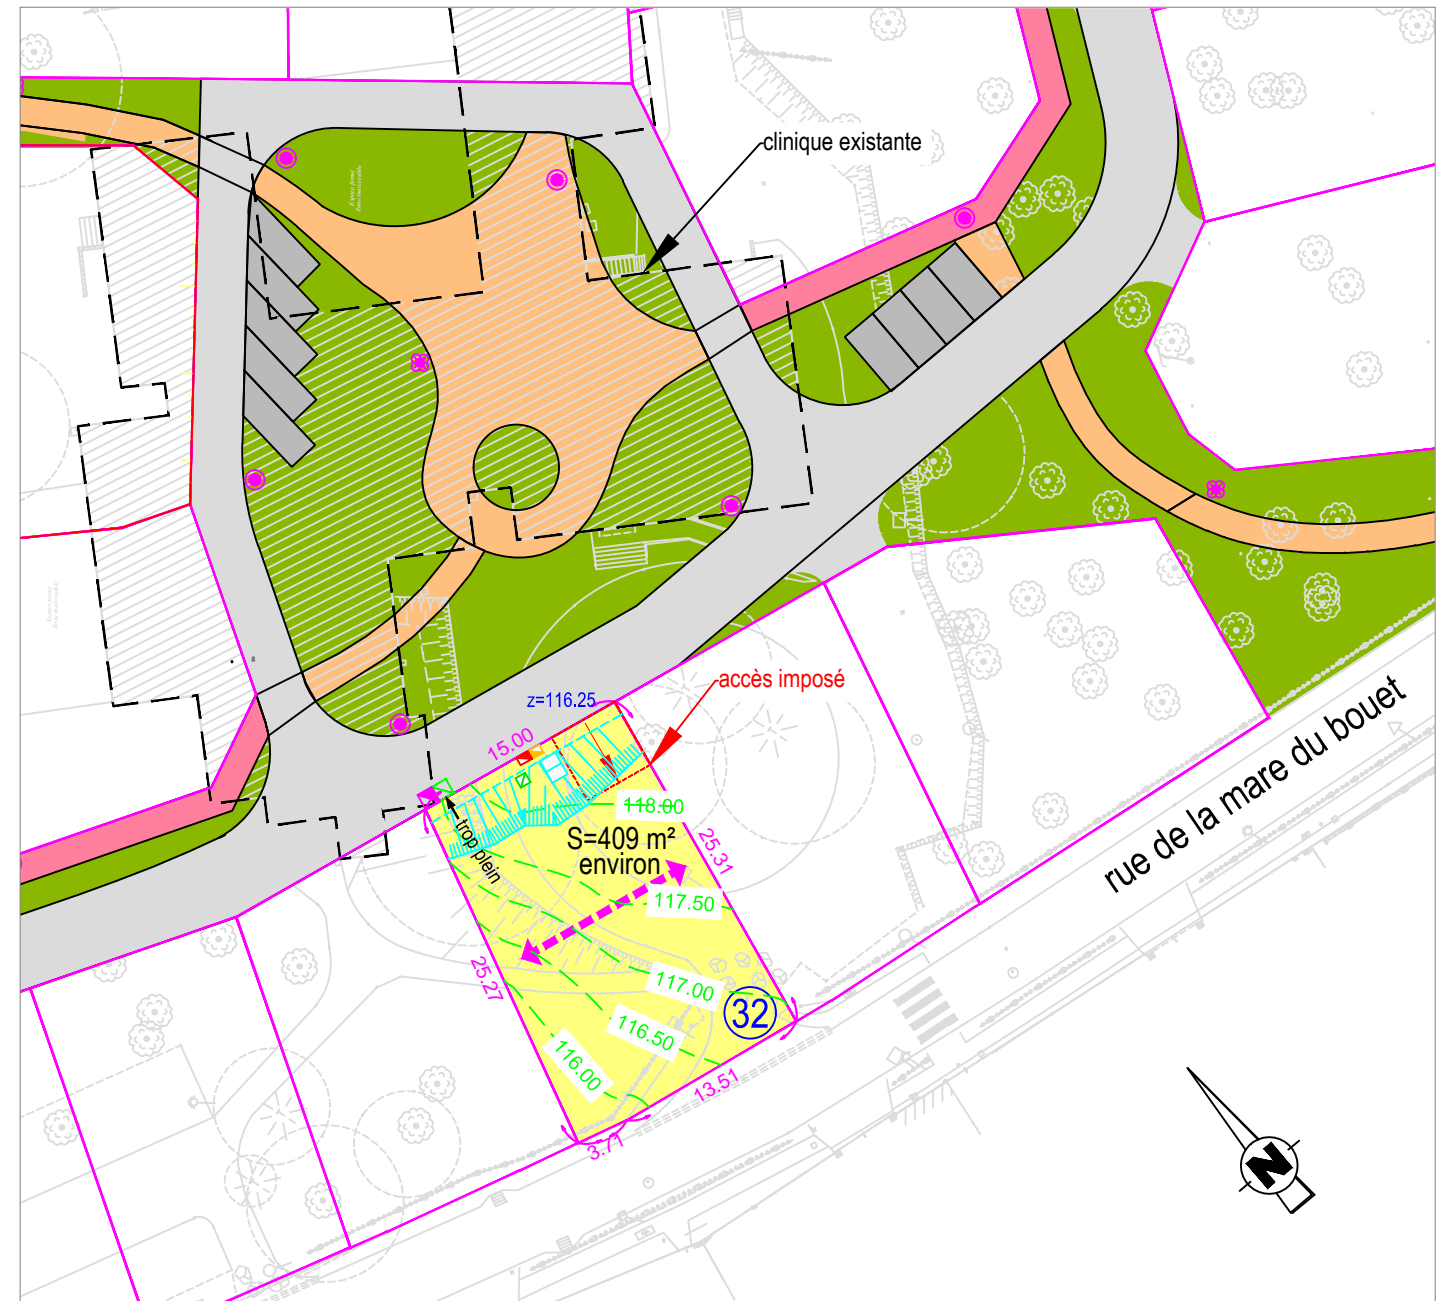 clinique existante
Espace fermé
accès imposé
z=116.25
15.00
118.00
trop plein
S=409 m²
environ
25.31
117.50
25.27
117.00
32
116.50
116.00
13.51
3.71
rue de la mare du bouet
N